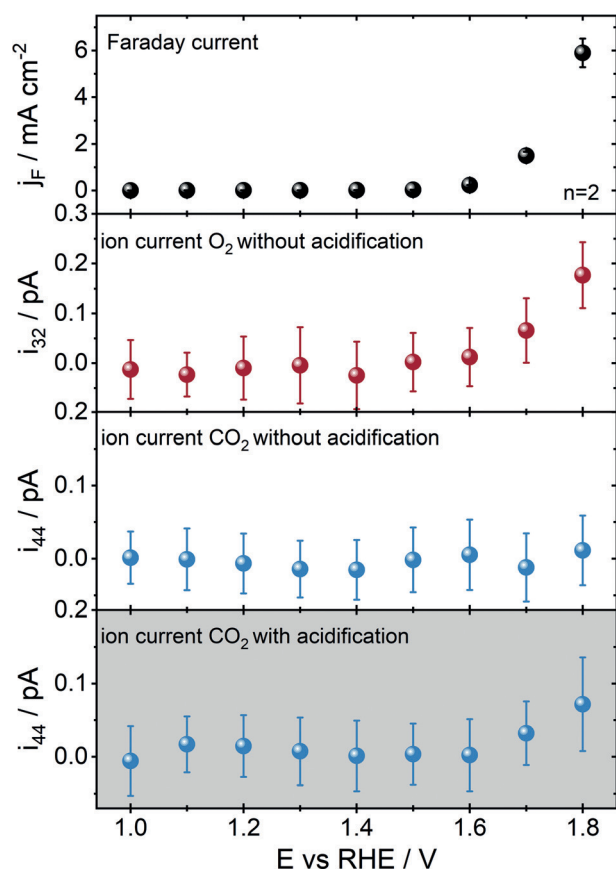 Faraday current
6
4
2
0
j_F / mA cm⁻²
n=2
0.3
ion current O₂ without acidification
0.2
0.1
0.0
i₃₂ / pA
0.2
ion current CO₂ without acidification
0.1
0.0
i₄₄ / pA
0.2
ion current CO₂ with acidification
0.1
0.0
i₄₄ / pA
1.0 1.2 1.4 1.6 1.8
E vs RHE / V